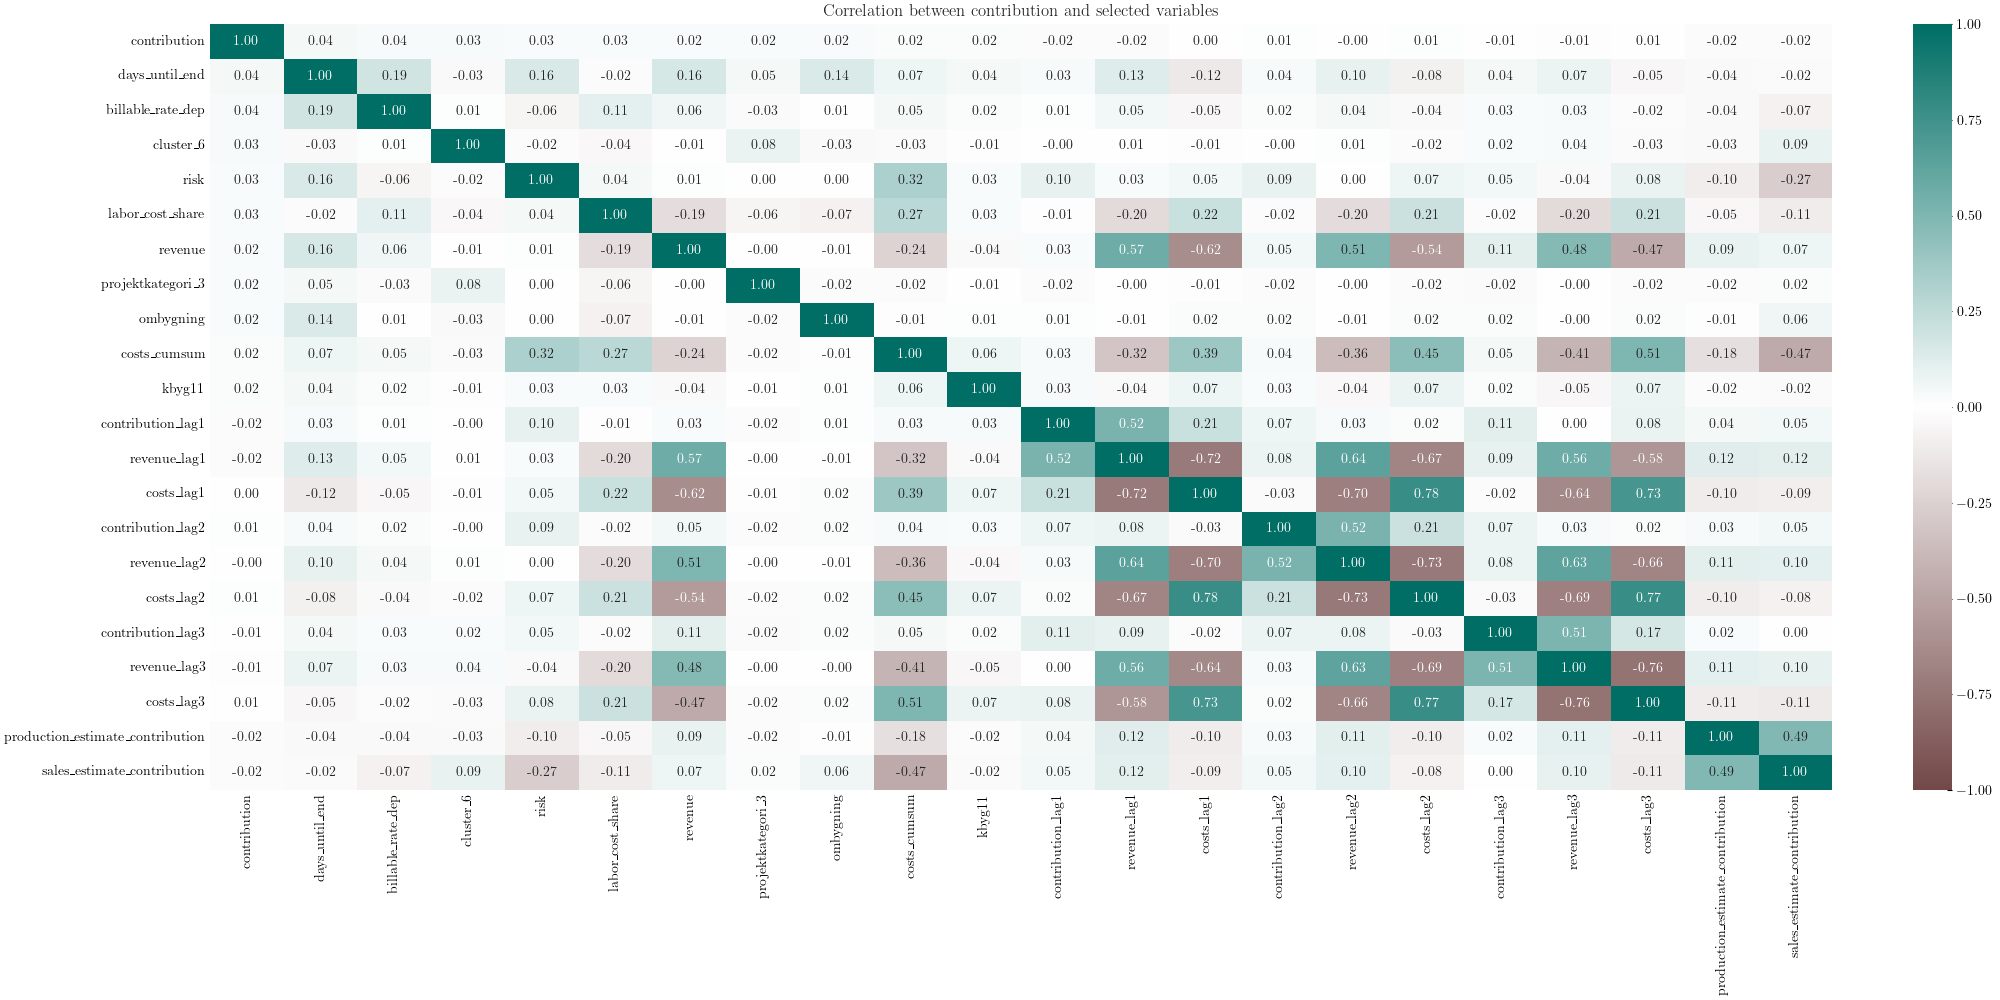 Correlation between contribution and selected variables
contribution 1.00 0.04 0.04 0.03 0.03 0.03 0.02 0.02 0.02 0.02 0.02 -0.02 -0.02 0.00 0.01 -0.00 0.01 -0.01 -0.01 0.01 -0.02 -0.02
days_until_end 0.04 1.00 0.19 -0.03 0.16 -0.02 0.16 0.05 0.14 0.07 0.04 0.03 0.13 -0.12 0.04 0.10 -0.08 0.04 0.07 -0.05 -0.04 -0.02
billable_rate_dep 0.04 0.19 1.00 0.01 -0.06 0.11 0.06 -0.03 0.01 0.05 0.02 0.01 0.05 -0.05 0.02 0.04 -0.04 0.03 0.03 -0.02 -0.04 -0.07
cluster_6 0.03 -0.03 0.01 1.00 -0.02 -0.04 -0.01 0.08 -0.03 -0.03 -0.01 -0.00 0.01 -0.01 -0.00 0.01 -0.02 0.02 0.04 -0.03 -0.03 0.09
risk 0.03 0.16 -0.06 -0.02 1.00 0.04 0.01 0.00 0.00 0.32 0.03 0.10 0.03 0.05 0.09 0.00 0.07 0.05 -0.04 0.08 -0.10 -0.27
labor_cost_share 0.03 -0.02 0.11 -0.04 0.04 1.00 -0.19 -0.06 -0.07 0.27 0.03 -0.01 -0.20 0.22 -0.02 -0.20 0.21 -0.02 -0.20 0.21 -0.05 -0.11
revenue 0.02 0.16 0.06 -0.01 0.01 -0.19 1.00 -0.00 -0.01 -0.24 -0.04 0.03 0.57 -0.62 0.05 0.51 -0.54 0.11 0.48 -0.47 0.09 0.07
projektkategori_3 0.02 0.05 -0.03 0.08 0.00 -0.06 -0.00 1.00 -0.02 -0.02 -0.01 -0.02 -0.00 -0.01 -0.02 -0.00 -0.02 -0.02 -0.00 -0.02 -0.02 0.02
ombygning 0.02 0.14 0.01 -0.03 0.00 -0.07 -0.01 -0.02 1.00 -0.01 0.01 0.01 -0.01 0.02 0.02 -0.01 0.02 0.02 -0.00 0.02 -0.01 0.06
costs_cumsum 0.02 0.07 0.05 -0.03 0.32 0.27 -0.24 -0.02 -0.01 1.00 0.06 0.03 -0.32 0.39 0.04 -0.36 0.45 0.05 -0.41 0.51 -0.18 -0.47
kbyg11 0.02 0.04 0.02 -0.01 0.03 0.03 -0.04 -0.01 0.01 0.06 1.00 0.03 -0.04 0.07 0.03 -0.04 0.07 0.02 -0.05 0.07 -0.02 -0.02
contribution_lag1 -0.02 0.03 0.01 -0.00 0.10 -0.01 0.03 -0.02 0.01 0.03 0.03 1.00 0.52 0.21 0.07 0.03 0.02 0.11 0.00 0.08 0.04 0.05
revenue_lag1 -0.02 0.13 0.05 0.01 0.03 -0.20 0.57 -0.00 -0.01 -0.32 -0.04 0.52 1.00 -0.72 0.08 0.64 -0.67 0.09 0.56 -0.58 0.12 0.12
costs_lag1 0.00 -0.12 -0.05 -0.01 0.05 0.22 -0.62 -0.01 0.02 0.39 0.07 0.21 -0.72 1.00 -0.03 -0.70 0.78 -0.02 -0.64 0.73 -0.10 -0.09
contribution_lag2 0.01 0.04 0.02 -0.00 0.09 -0.02 0.05 -0.02 0.02 0.04 0.03 0.07 0.08 -0.03 1.00 0.52 0.21 0.07 0.03 0.02 0.03 0.05
revenue_lag2 -0.00 0.10 0.04 0.01 0.00 -0.20 0.51 -0.00 -0.01 -0.36 -0.04 0.03 0.64 -0.70 0.52 1.00 -0.73 0.08 0.63 -0.66 0.11 0.10
costs_lag2 0.01 -0.08 -0.04 -0.02 0.07 0.21 -0.54 -0.02 0.02 0.45 0.07 0.02 -0.67 0.78 0.21 -0.73 1.00 -0.03 -0.69 0.77 -0.10 -0.08
contribution_lag3 -0.01 0.04 0.03 0.02 0.05 -0.02 0.11 -0.02 0.02 0.05 0.02 0.11 0.09 -0.02 0.07 0.08 -0.03 1.00 0.51 0.17 0.02 0.00
revenue_lag3 -0.01 0.07 0.03 0.04 -0.04 -0.20 0.48 -0.00 -0.00 -0.41 -0.05 0.00 0.56 -0.64 0.03 0.63 -0.69 0.51 1.00 -0.76 0.11 0.10
costs_lag3 0.01 -0.05 -0.02 -0.03 0.08 0.21 -0.47 -0.02 0.02 0.51 0.07 0.08 -0.58 0.73 0.02 -0.66 0.77 0.17 -0.76 1.00 -0.11 -0.11
production_estimate_contribution -0.02 -0.04 -0.04 -0.03 -0.10 -0.05 0.09 -0.02 -0.01 -0.18 -0.02 0.04 0.12 -0.10 0.03 0.11 -0.10 0.02 0.11 -0.11 1.00 0.49
sales_estimate_contribution -0.02 -0.02 -0.07 0.09 -0.27 -0.11 0.07 0.02 0.06 -0.47 -0.02 0.05 0.12 -0.09 0.05 0.10 -0.08 0.00 0.10 -0.11 0.49 1.00
contribution
days_until_end
billable_rate_dep
cluster_6
risk
labor_cost_share
revenue
projektkategori_3
ombygning
costs_cumsum
kbyg11
contribution_lag1
revenue_lag1
costs_lag1
contribution_lag2
revenue_lag2
costs_lag2
contribution_lag3
revenue_lag3
costs_lag3
production_estimate_contribution
sales_estimate_contribution
1.00
0.75
0.50
0.25
0.00
−0.25
−0.50
−0.75
−1.00